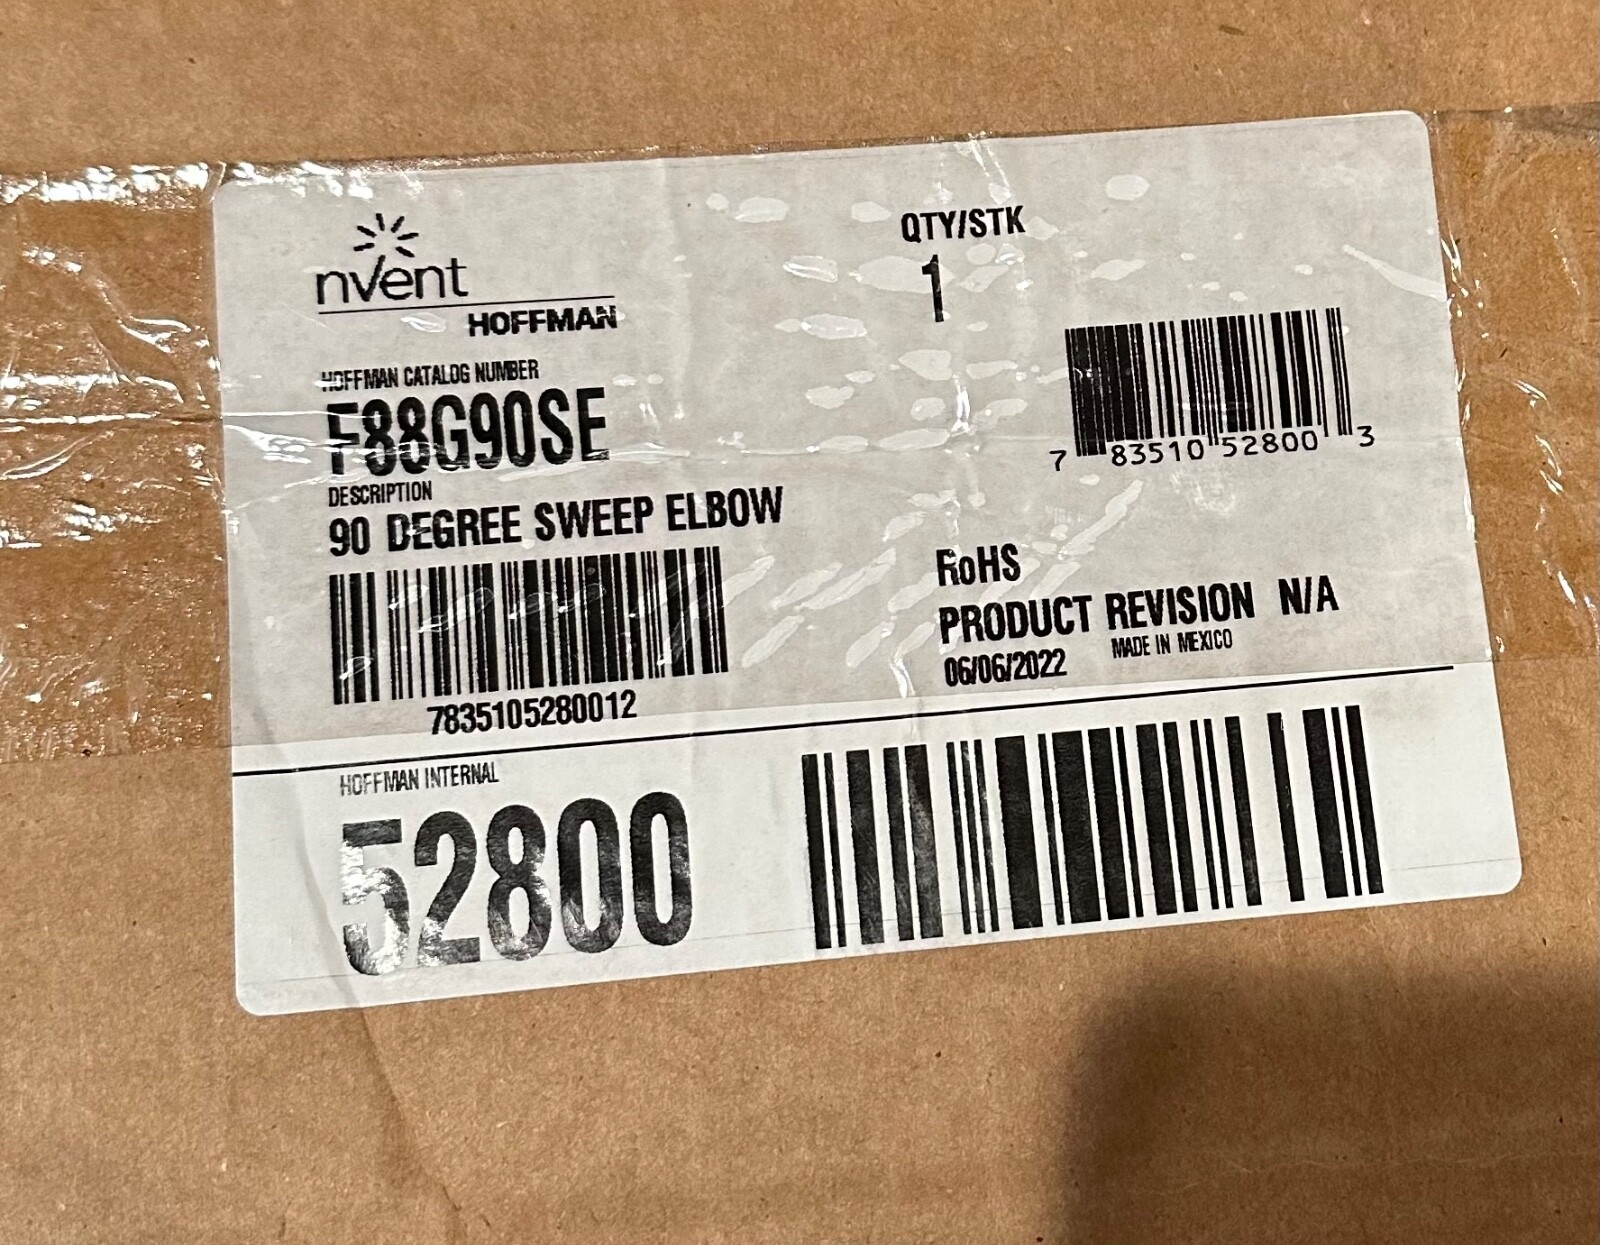 nVent
HOFFMAN
QTY/STK
1
HOFFMAN CATALOG NUMBER
F88G90SE
7 83510 52800 3
DESCRIPTION
90 DEGREE SWEEP ELBOW
7835105280012
RoHS
PRODUCT REVISION N/A
06/06/2022 MADE IN MEXICO
HOFFMAN INTERNAL
52800